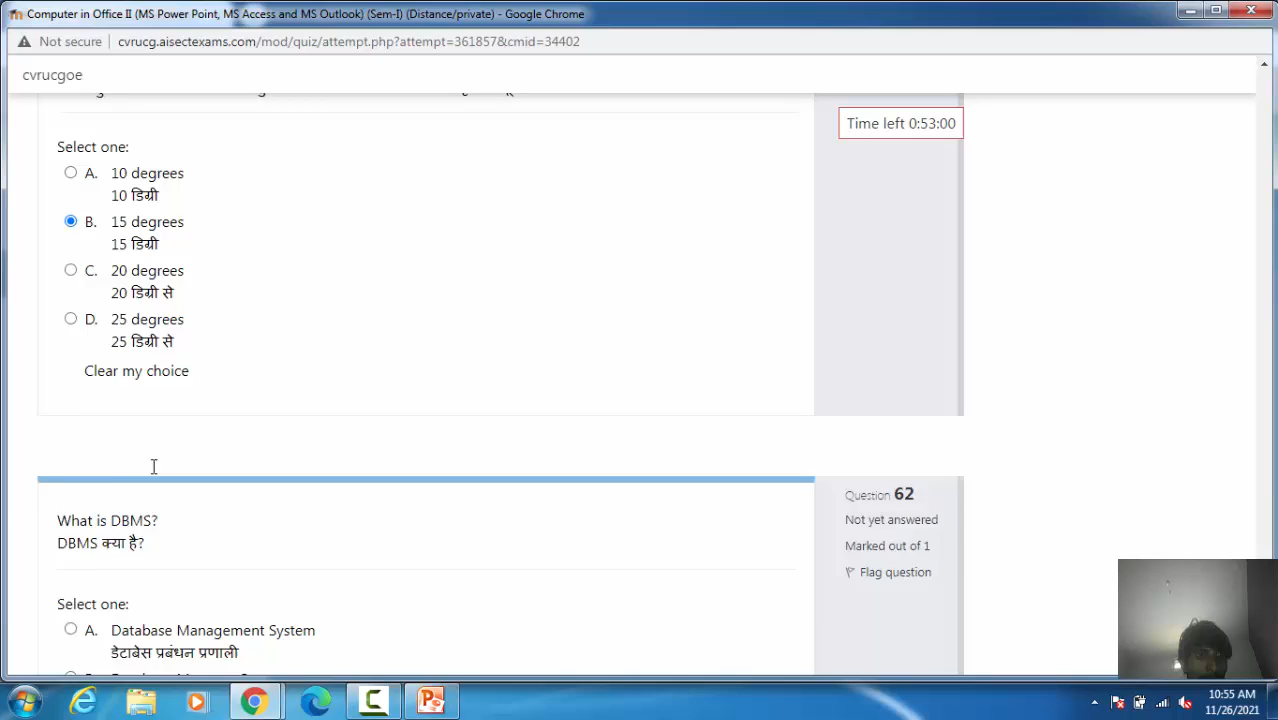 Computer in Office II (MS Power Point, MS Access and MS Outlook) (Sem-I) (Distance/private) - Google Chrome
Not secure | cvrucg.aisectexams.com/mod/quiz/attempt.php?attempt=361857&cmid=34402
cvrucgoe
Time left 0:53:00
Select one:
A. 10 degrees
10 डिग्री
B. 15 degrees
15 डिग्री
C. 20 degrees
20 डिग्री से
D. 25 degrees
25 डिग्री से
Clear my choice
Question 62
Not yet answered
Marked out of 1
Flag question
What is DBMS?
DBMS क्या है?
Select one:
A. Database Management System
डेटाबेस प्रबंधन प्रणाली
10:55 AM
11/26/2021